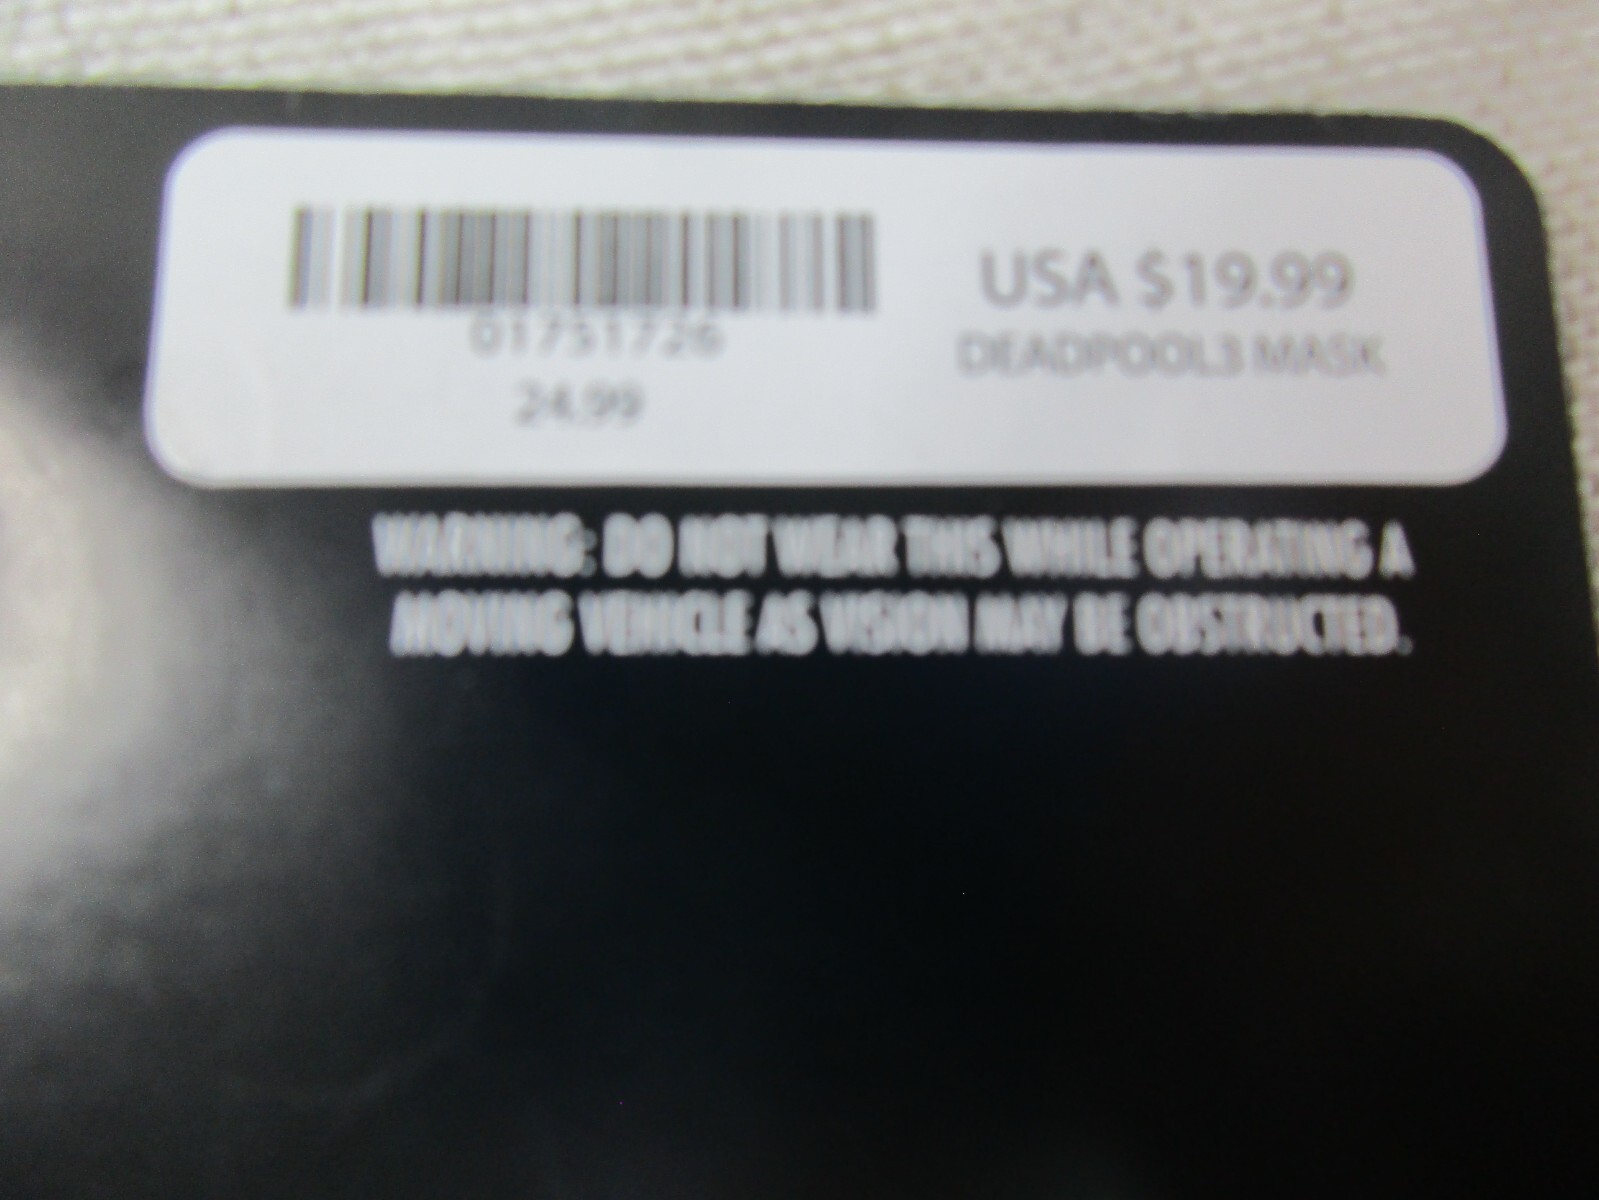 USA $19.99
01751726
DEADPOOL3 MASK
24.99
WARNING: DO NOT WEAR THIS WHILE OPERATING A
MOVING VEHICLE AS VISION MAY BE OBSTRUCTED.